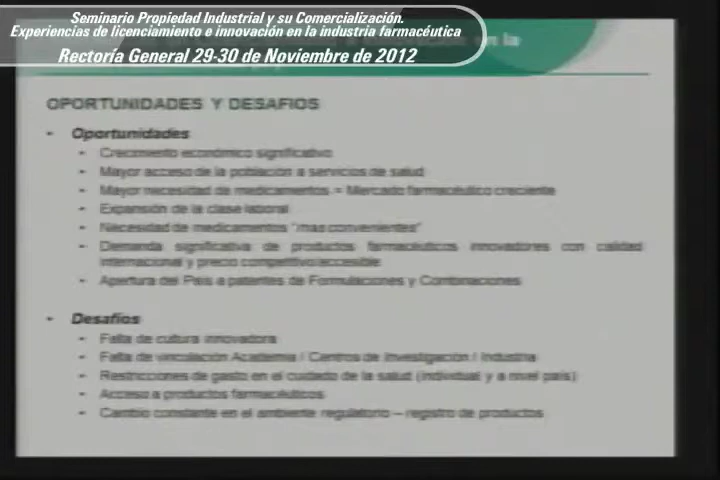 Seminario Propiedad Industrial y su Comercialización.
Experiencias de licenciamiento e innovación en la industria farmacéutica
Rectoría General 29-30 de Noviembre de 2012
en la
OPORTUNIDADES Y DESAFIOS
• Oportunidades
- Crecimiento económico significativo
- Mayor acceso de la población a servicios de salud
- Mayor necesidad de medicamentos = Mercado farmacéutico creciente
- Expansión de la clase laboral
- Necesidad de medicamentos "mas convenientes"
- Demanda significativa de productos farmacéuticos innovadores con calidad
internacional y precio competitivo/accesible
- Apertura del País a patentes de Formulaciones y Combinaciones
• Desafíos
- Falta de cultura innovadora
- Falta de vinculación Academia / Centros de Investigación / Industria
- Restricciones de gasto en el cuidado de la salud (individual y a nivel país)
- Acceso a productos farmacéuticos
- Cambio constante en el ambiente regulatorio – registro de productos